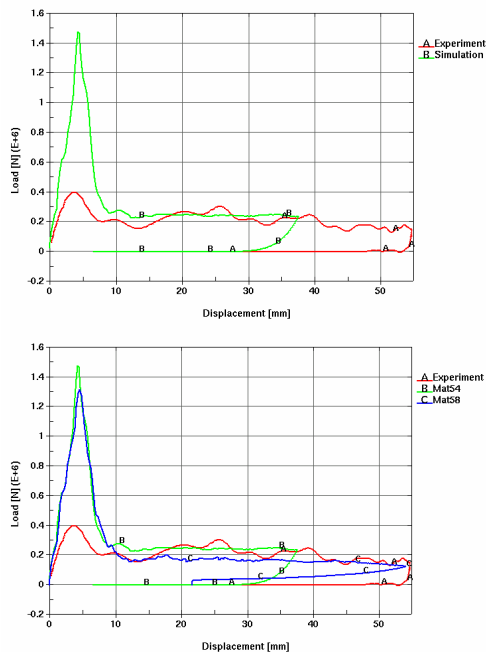 1.6
1.4
1.2
1
0.8
0.6
0.4
0.2
0
-0.2
Load [N] (E+6)
0 10 20 30 40 50
Displacement [mm]
A Experiment
B Simulation
B A B A
B B B A A A
1.6
1.4
1.2
1
0.8
0.6
0.4
0.2
0
-0.2
Load [N] (E+6)
0 10 20 30 40 50
Displacement [mm]
A Experiment
B Mat54
C Mat58
B C B A C A
B B A B C A A